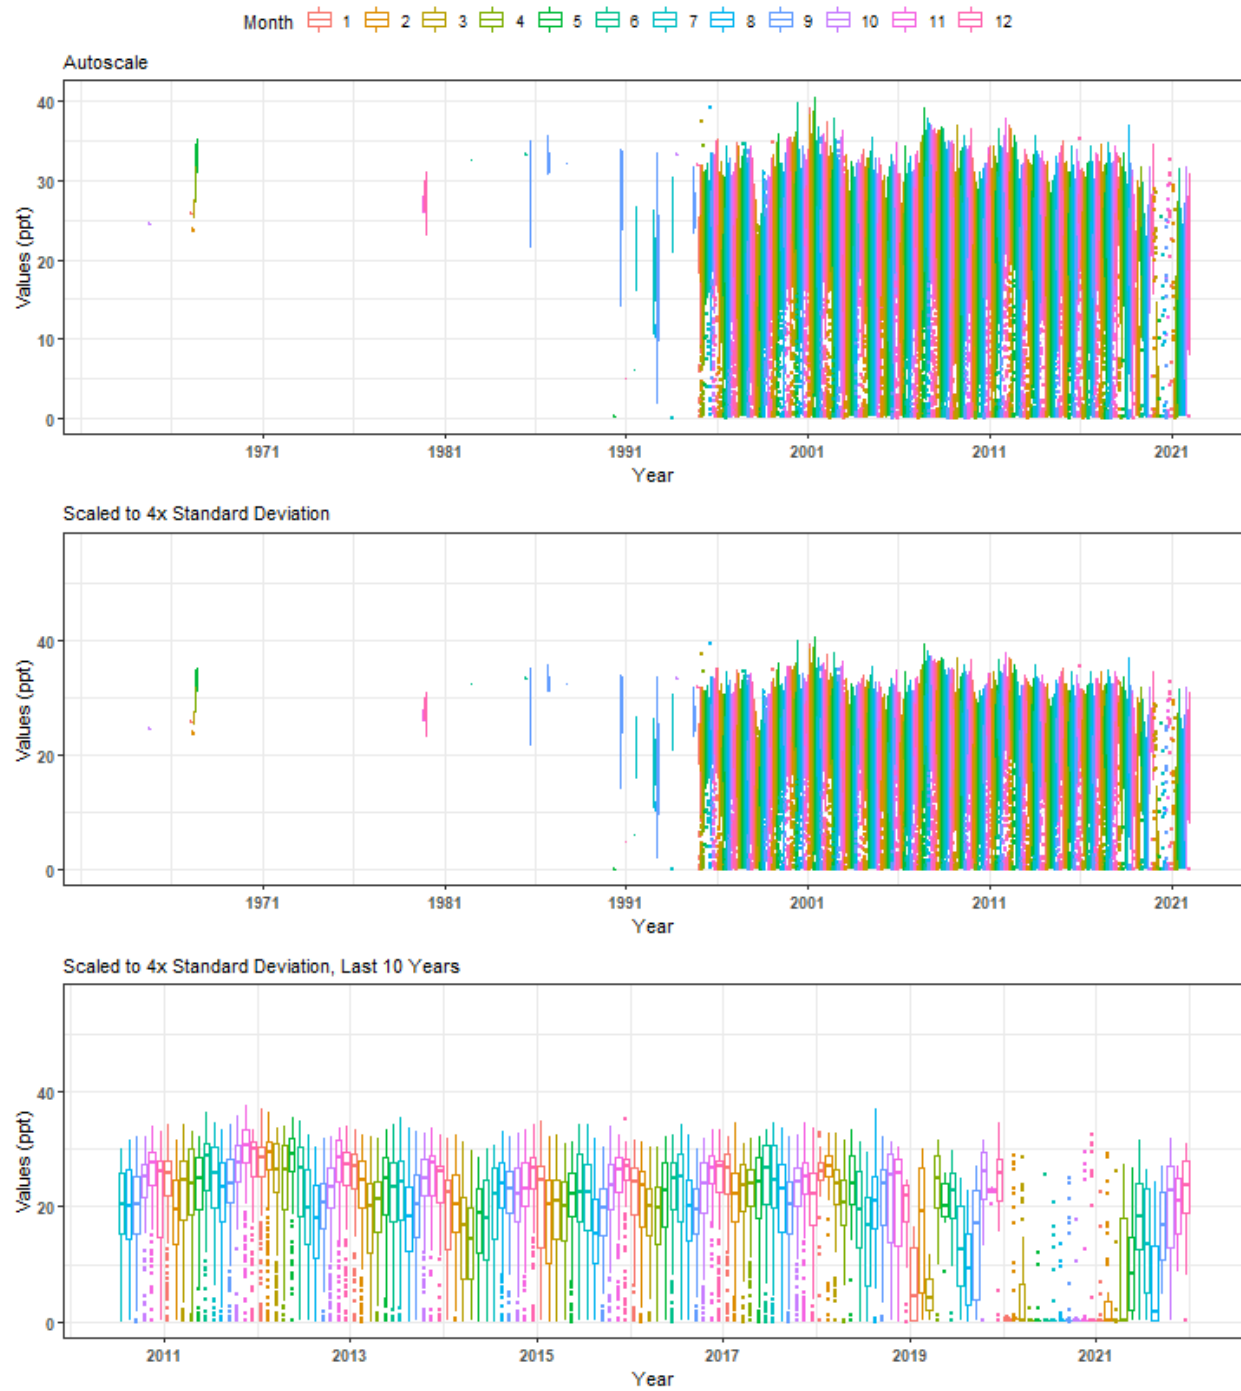 Month 1 2 3 4 5 6 7 8 9 10 11 12
Autoscale
Values (ppt)
40
30
20
10
0
1971 1981 1991 2001 2011 2021
Year
Scaled to 4x Standard Deviation
Values (ppt)
40
20
0
1971 1981 1991 2001 2011 2021
Year
Scaled to 4x Standard Deviation, Last 10 Years
Values (ppt)
40
20
0
2011 2013 2015 2017 2019 2021
Year